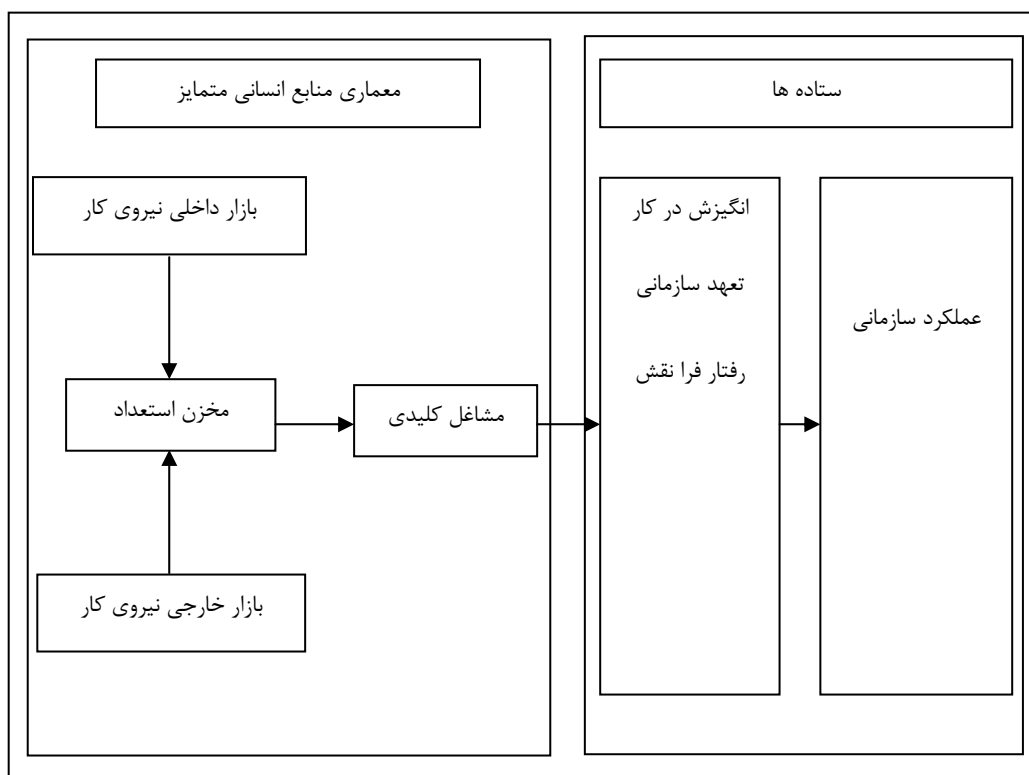 معماری منابع انسانی متمایز
ستاده ها
بازار داخلی نیروی کار
مخزن استعداد
بازار خارجی نیروی کار
مشاغل کلیدی
انگیزش در کار
تعهد سازمانی
رفتار فرا نقش
عملکرد سازمانی